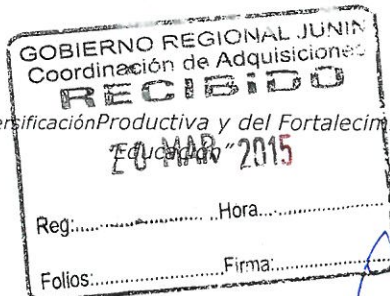 GOBIERNO REGIONAL JUNIN
Coordinación de Adquisiciones
RECIBIDO
ersificaciónProductiva y del Fortalecim
Educación"
20 MAR 2015
Reg:..................Hora..................
Folios:..................Firma:..................